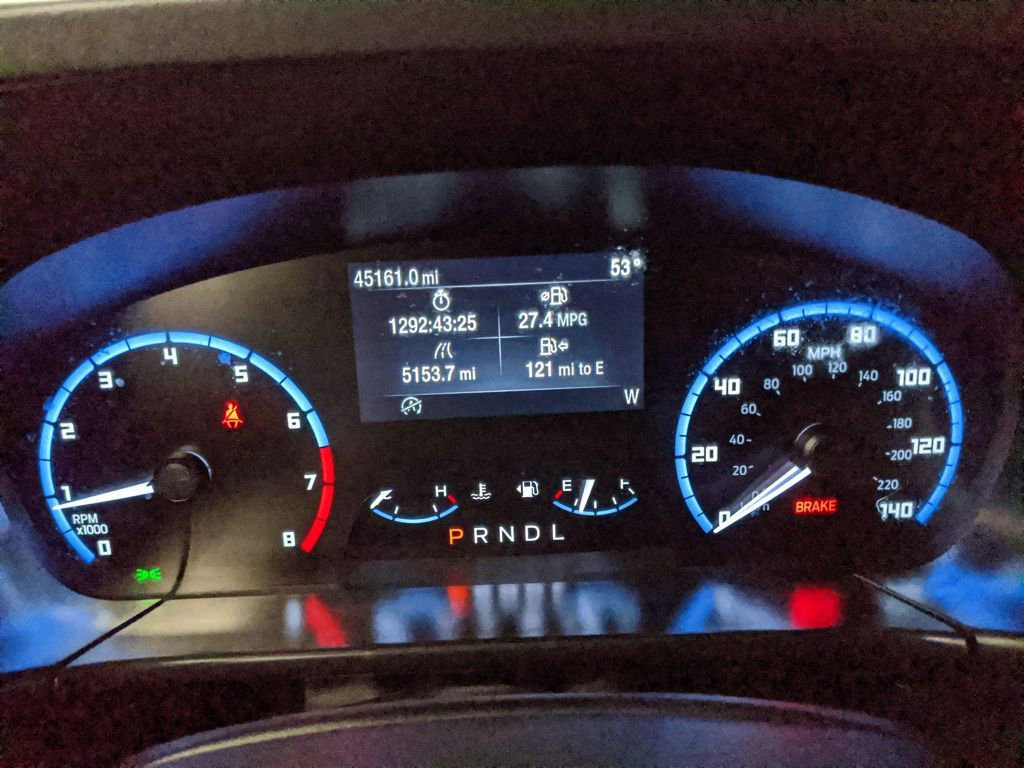 45161.0 mi 53°
1292:43:25 27.4 MPG
5153.7 mi 121 mi to E
W
0 1 2 3 4 5 6 7 8
RPM
x1000
H E F
P R N D L
0 20 40 60 80 100 120 140
MPH
20 40 60 80 100 120 140 160 180 200 220
BRAKE